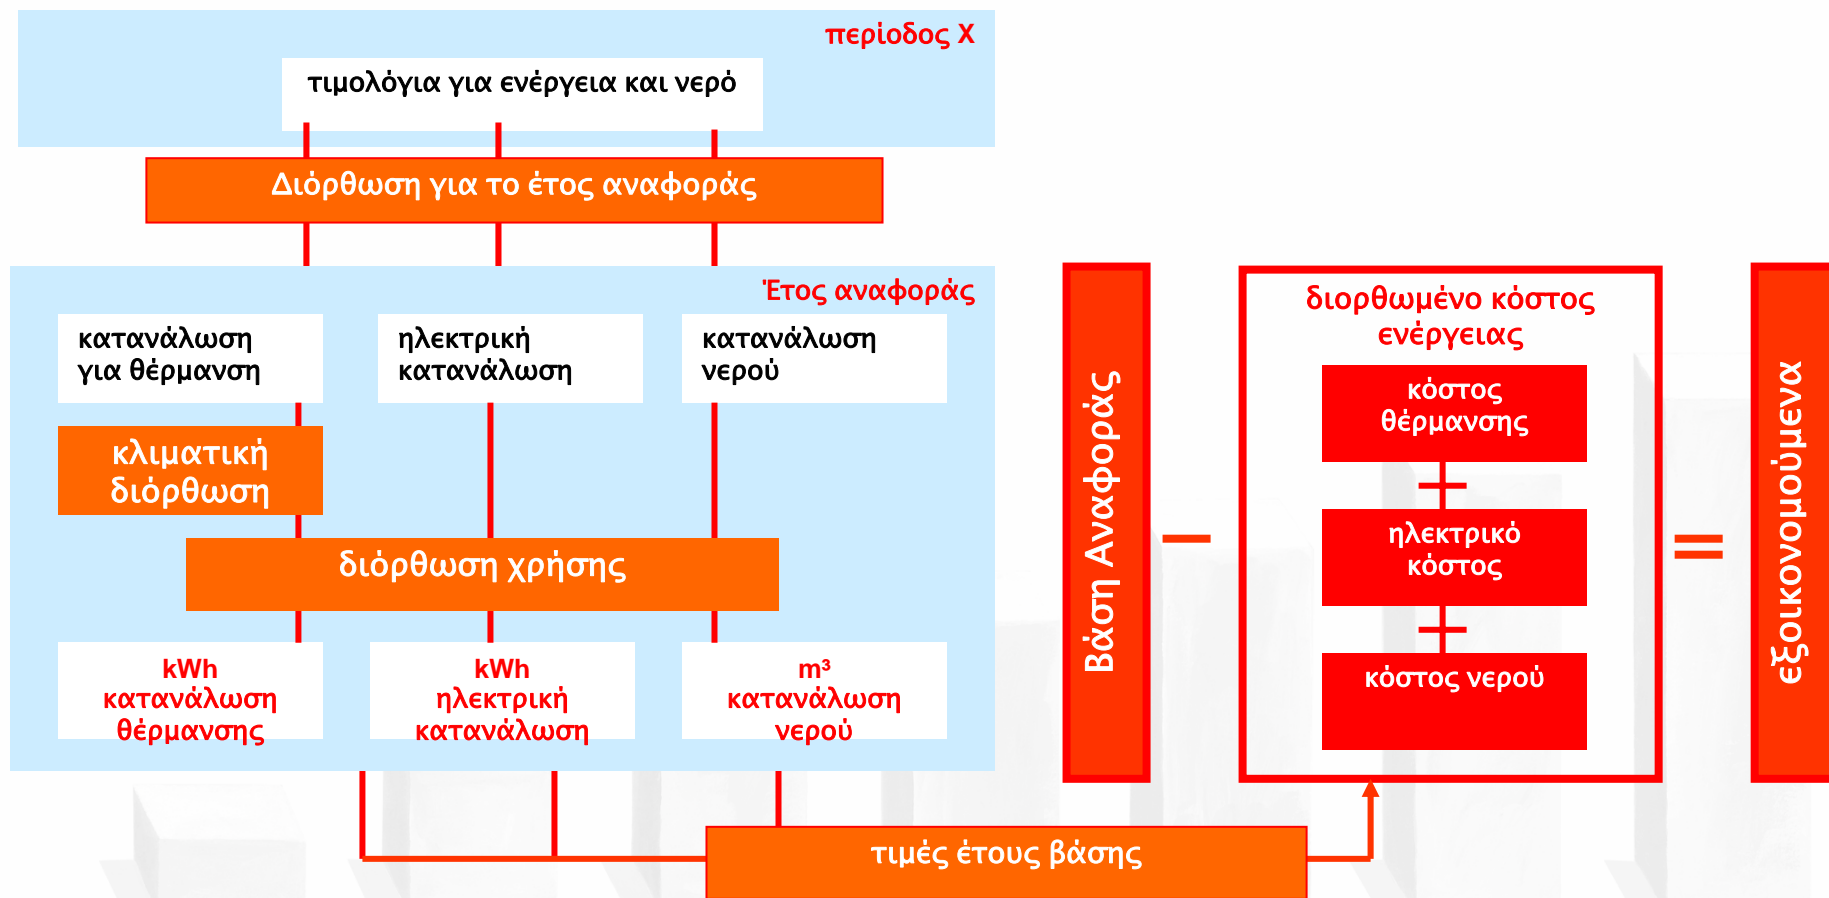 περίοδος X
τιμολόγια για ενέργεια και νερό
Διόρθωση για το έτος αναφοράς
Έτος αναφοράς
κατανάλωση
για θέρμανση
ηλεκτρική
κατανάλωση
κατανάλωση
νερού
κλιματική
διόρθωση
διόρθωση χρήσης
kWh
κατανάλωση
θέρμανσης
kWh
ηλεκτρική
κατανάλωση
m³
κατανάλωση
νερού
τιμές έτους βάσης
Βάση Αναφοράς
–
διορθωμένο κόστος
ενέργειας
κόστος
θέρμανσης
+
ηλεκτρικό
κόστος
+
κόστος νερού
=
εξοικονομούμενα